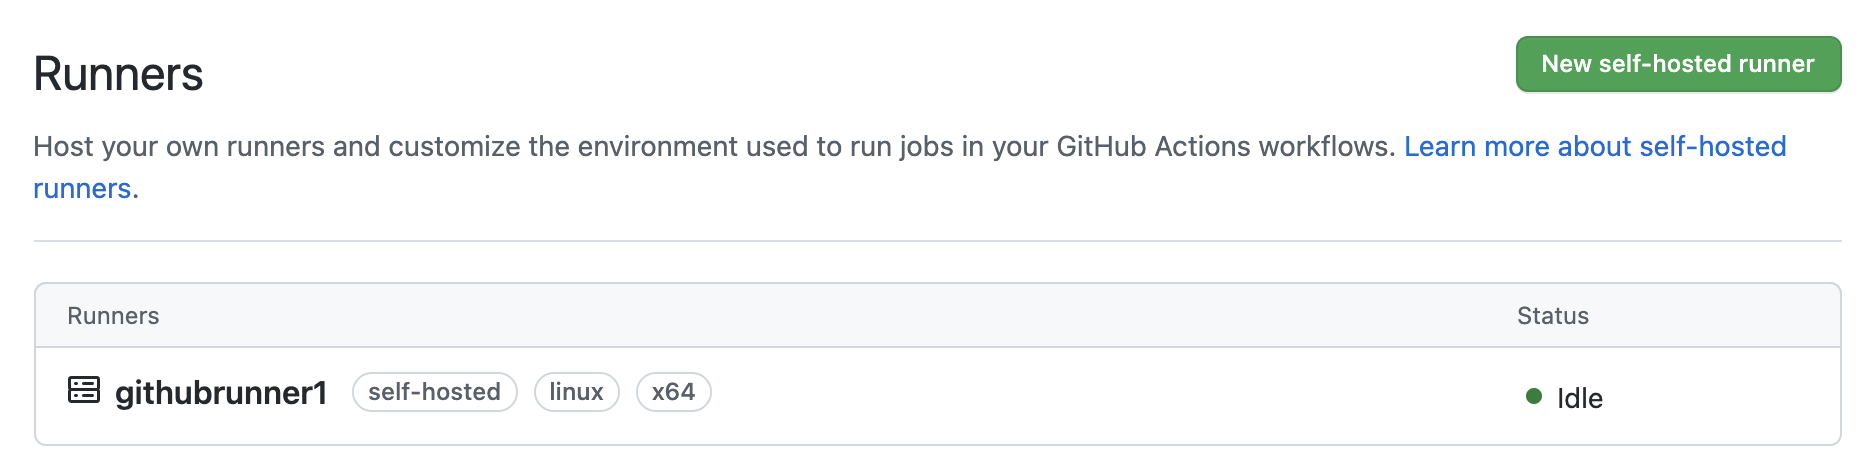 Runners
New self-hosted runner
Host your own runners and customize the environment used to run jobs in your GitHub Actions workflows. Learn more about self-hosted
runners.
Runners Status
githubrunner1 self-hosted linux x64 Idle